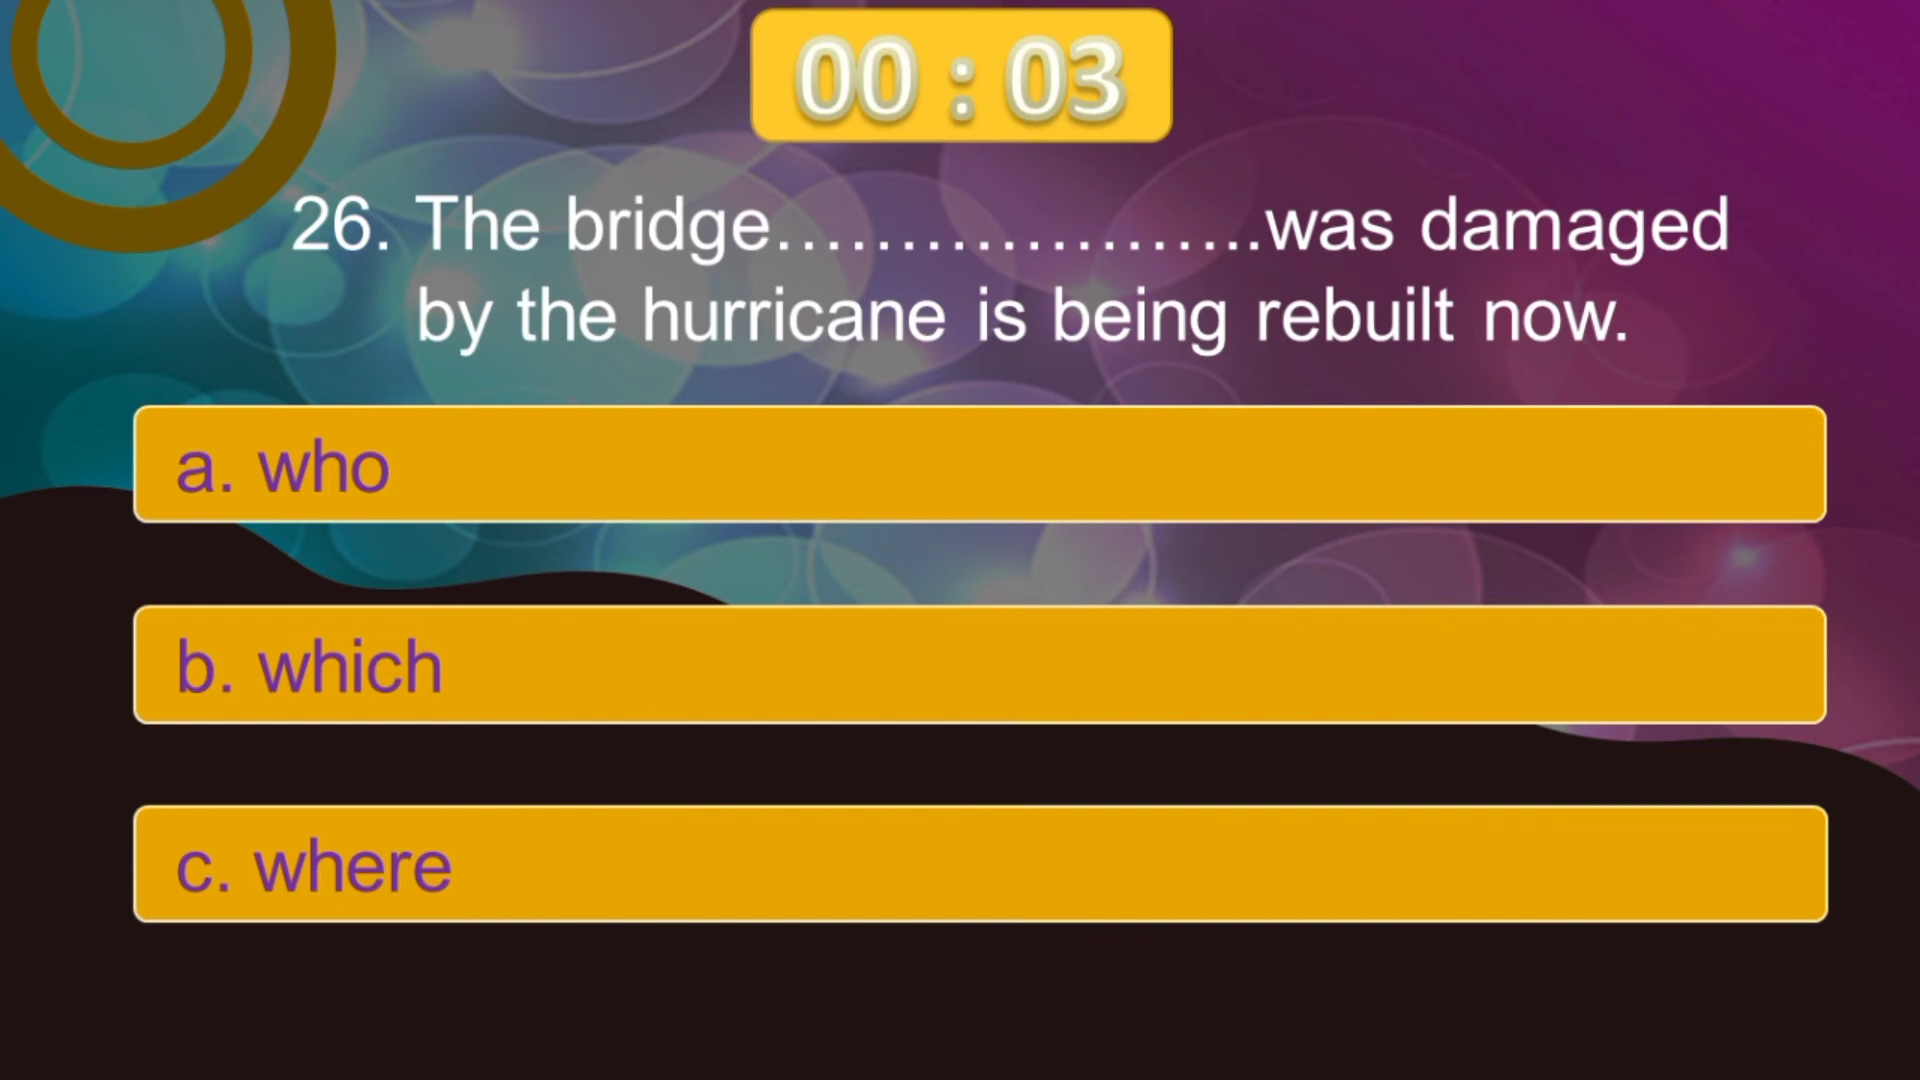 00 : 03
26. The bridge………………..was damaged
by the hurricane is being rebuilt now.
a. who
b. which
c. where